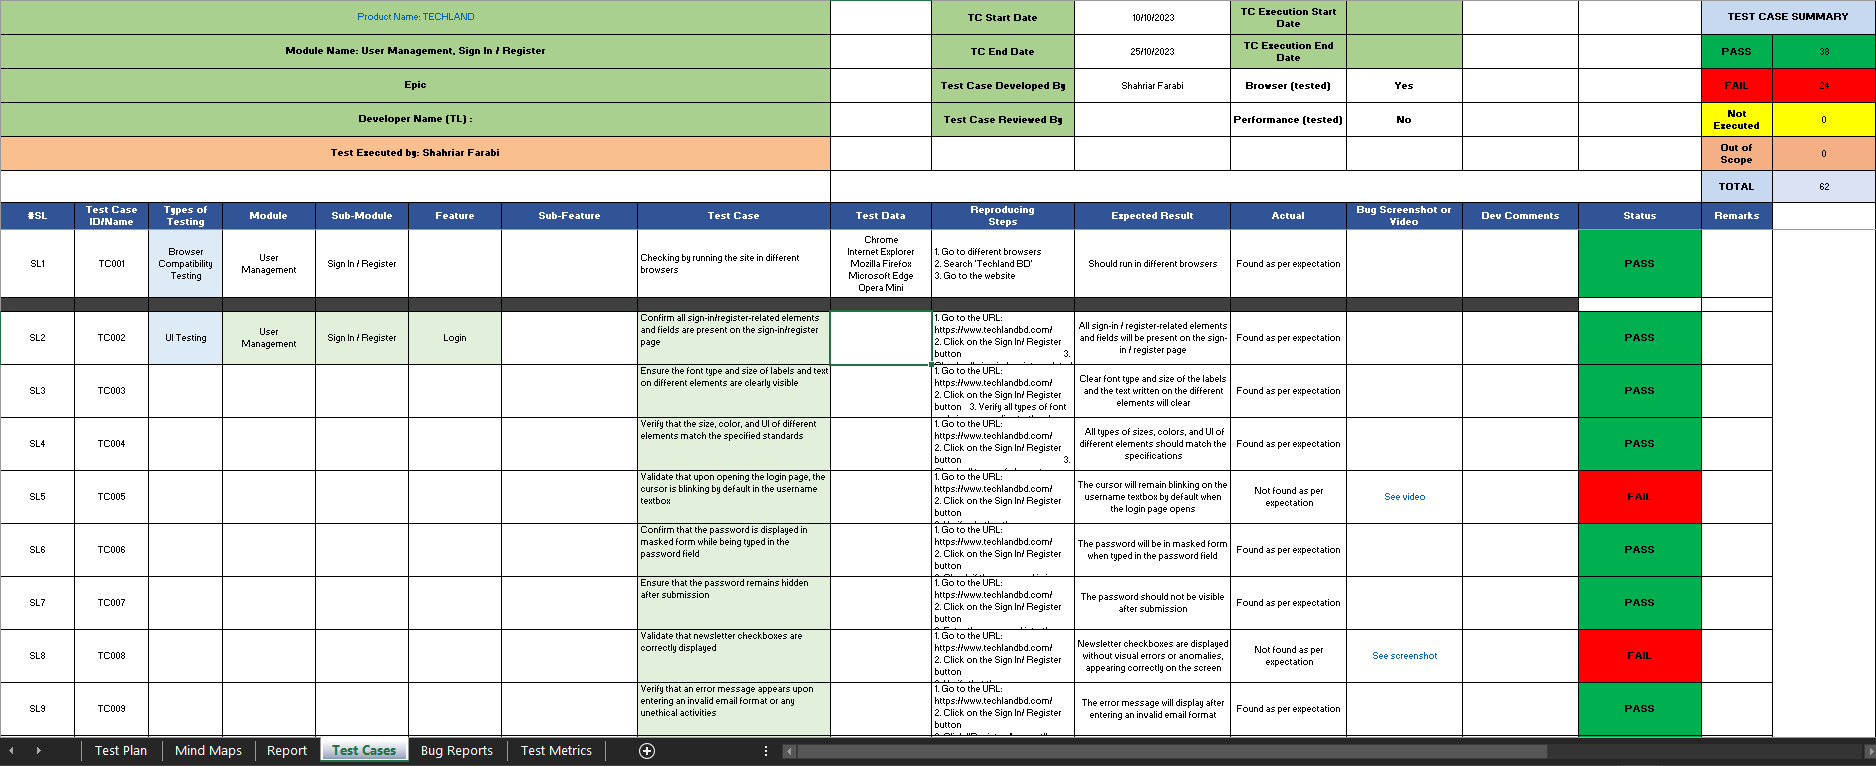 Product Name: TECHLAND
TC Start Date
10/10/2023
TC Execution Start
Date
TEST CASE SUMMARY
Module Name: User Management, Sign In / Register
TC End Date
25/10/2023
TC Execution End
Date
PASS
38
Epic
Test Case Developed By
Shahriar Farabi
Browser (tested)
Yes
FAIL
24
Developer Name (TL) :
Test Case Reviewed By
Performance (tested)
No
Not
Executed
0
Test Executed by: Shahriar Farabi
Out of
Scope
0
TOTAL
62
#SL
Test Case
ID/Name
Types of
Testing
Module
Sub-Module
Feature
Sub-Feature
Test Case
Test Data
Reproducing
Steps
Expected Result
Actual
Bug Screenshot or
Video
Dev Comments
Status
Remarks
SL1
TC001
Browser
Compatibility
Testing
User
Management
Sign In / Register
Checking by running the site in different
browsers
Chrome
Internet Explorer
Mozilla Firefox
Microsoft Edge
Opera Mini
1. Go to different browsers
2. Search 'Techland BD'
3. Go to the website
Should run in different browsers
Found as per expectation
PASS
SL2
TC002
UI Testing
User
Management
Sign In / Register
Login
Confirm all sign-in/register-related elements
and fields are present on the sign-in/register
page
1. Go to the URL:
https://www.techlandbd.com/
2. Click on the Sign In/ Register
button 3.
All sign-in / register-related elements
and fields will be present on the sign-
in / register page
Found as per expectation
PASS
SL3
TC003
Ensure the font type and size of labels and text
on different elements are clearly visible
1. Go to the URL:
https://www.techlandbd.com/
2. Click on the Sign In/ Register
button 3. Verify all types of font
Clear font type and size of the labels
and the text written on the different
elements will clear
Found as per expectation
PASS
SL4
TC004
Verify that the size, color, and UI of different
elements match the specified standards
1. Go to the URL:
https://www.techlandbd.com/
2. Click on the Sign In/ Register
button 3.
All types of sizes, colors, and UI of
different elements should match the
specifications
Found as per expectation
PASS
SL5
TC005
Validate that upon opening the login page, the
cursor is blinking by default in the username
textbox
1. Go to the URL:
https://www.techlandbd.com/
2. Click on the Sign In/ Register
button
The cursor will remain blinking on the
username textbox by default when
the login page opens
Not found as per
expectation
See video
FAIL
SL6
TC006
Confirm that the password is displayed in
masked form while being typed in the
password field
1. Go to the URL:
https://www.techlandbd.com/
2. Click on the Sign In/ Register
button
The password will be in masked form
when typed in the password field
Found as per expectation
PASS
SL7
TC007
Ensure that the password remains hidden
after submission
1. Go to the URL:
https://www.techlandbd.com/
2. Click on the Sign In/ Register
button
The password should not be visible
after submission
Found as per expectation
PASS
SL8
TC008
Validate that newsletter checkboxes are
correctly displayed
1. Go to the URL:
https://www.techlandbd.com/
2. Click on the Sign In/ Register
button
Newsletter checkboxes are displayed
without visual errors or anomalies,
appearing correctly on the screen
Not found as per
expectation
See screenshot
FAIL
SL9
TC009
Verify that an error message appears upon
entering an invalid email format or any
unethical activities
1. Go to the URL:
https://www.techlandbd.com/
2. Click on the Sign In/ Register
button
The error message will display after
entering an invalid email format
Found as per expectation
PASS
Test Plan
Mind Maps
Report
Test Cases
Bug Reports
Test Metrics